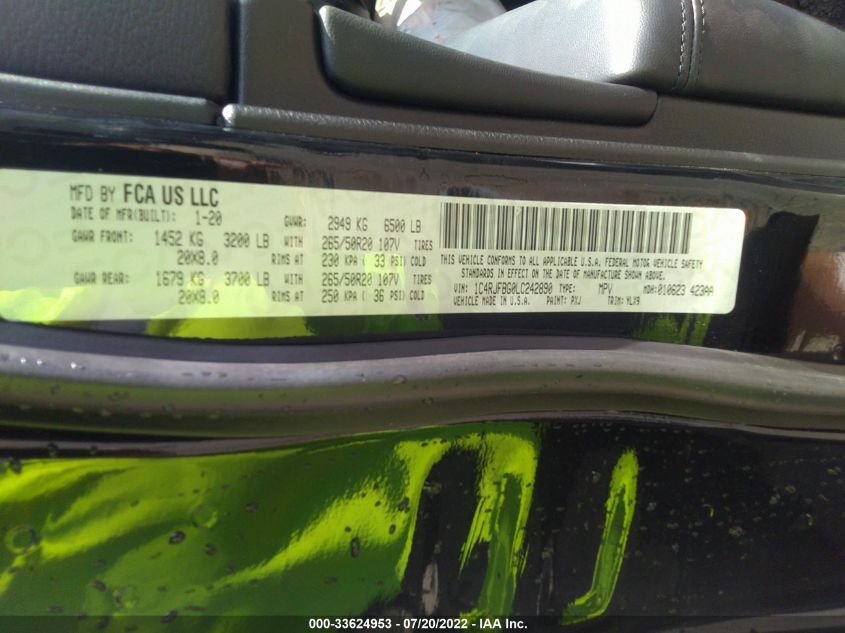 MFD BY FCA US LLC
DATE OF MFR(BUILT): 1-20 GVWR: 2949 KG 6500 LB
GAWR FRONT: 1452 KG 3200 LB WITH 265/50R20 107V TIRES
20X8.0 RIMS AT 230 KPA ( 33 PSI) COLD
GAWR REAR: 1679 KG 3700 LB WITH 265/50R20 107V TIRES
20X8.0 RIMS AT 250 KPA ( 36 PSI) COLD
THIS VEHICLE CONFORMS TO ALL APPLICABLE U.S.A. FEDERAL MOTOR VEHICLE SAFETY
STANDARDS IN EFFECT ON THE DATE OF MANUFACTURE SHOWN ABOVE.
VIN: 1C4RJFBG0LC242890 TYPE: MPV MDH: 010623 423AA
VEHICLE MADE IN U.S.A. PAINT: PXJ TRIM: YLX9
000-33624953 - 07/20/2022 - IAA Inc.